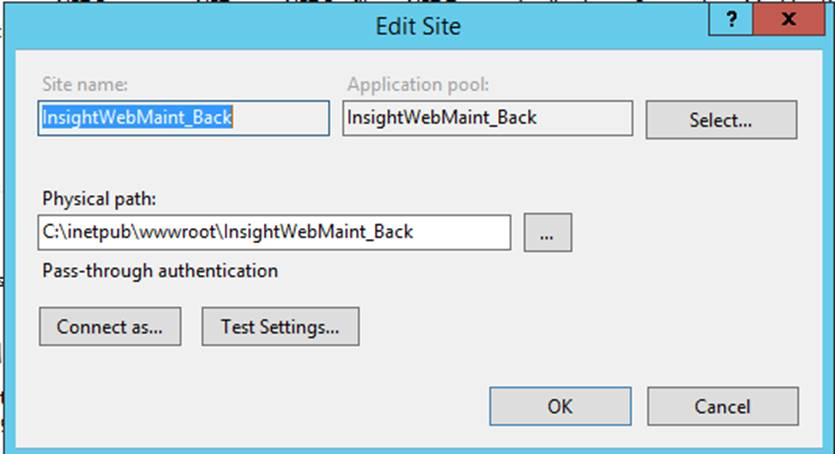 Edit Site
?
X
Site name:
Application pool:
InsightWebMaint_Back
InsightWebMaint_Back
Select...
Physical path:
C:\inetpub\wwwroot\InsightWebMaint_Back
...
Pass-through authentication
Connect as...
Test Settings...
OK
Cancel